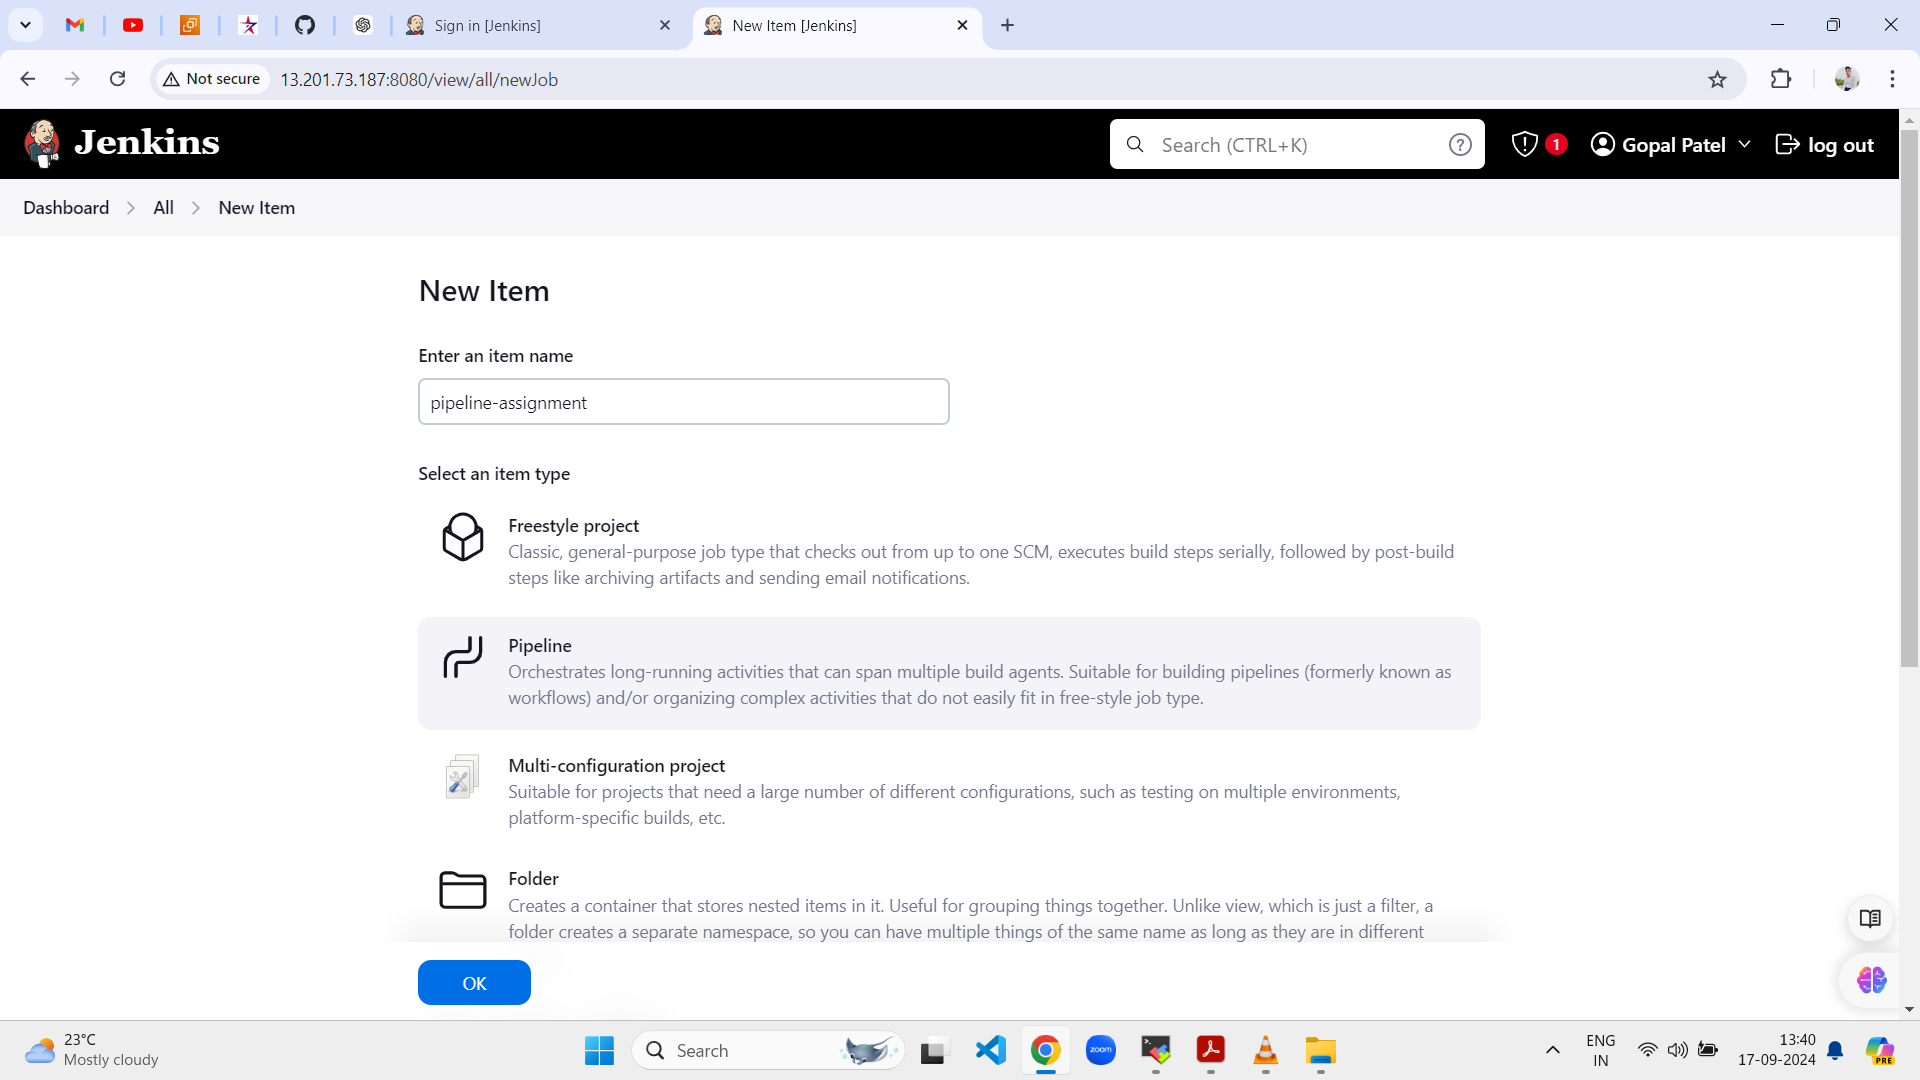 Sign in [Jenkins]
New Item [Jenkins]
Not secure
13.201.73.187:8080/view/all/newJob
Jenkins
Search (CTRL+K)
1
Gopal Patel
log out
Dashboard
All
New Item
New Item
Enter an item name
pipeline-assignment
Select an item type
Freestyle project
Classic, general-purpose job type that checks out from up to one SCM, executes build steps serially, followed by post-build
steps like archiving artifacts and sending email notifications.
Pipeline
Orchestrates long-running activities that can span multiple build agents. Suitable for building pipelines (formerly known as
workflows) and/or organizing complex activities that do not easily fit in free-style job type.
Multi-configuration project
Suitable for projects that need a large number of different configurations, such as testing on multiple environments,
platform-specific builds, etc.
Folder
Creates a container that stores nested items in it. Useful for grouping things together. Unlike view, which is just a filter, a
folder creates a separate namespace, so you can have multiple things of the same name as long as they are in different
OK
23°C
Mostly cloudy
Search
zoom
ENG
IN
13:40
17-09-2024
PRE